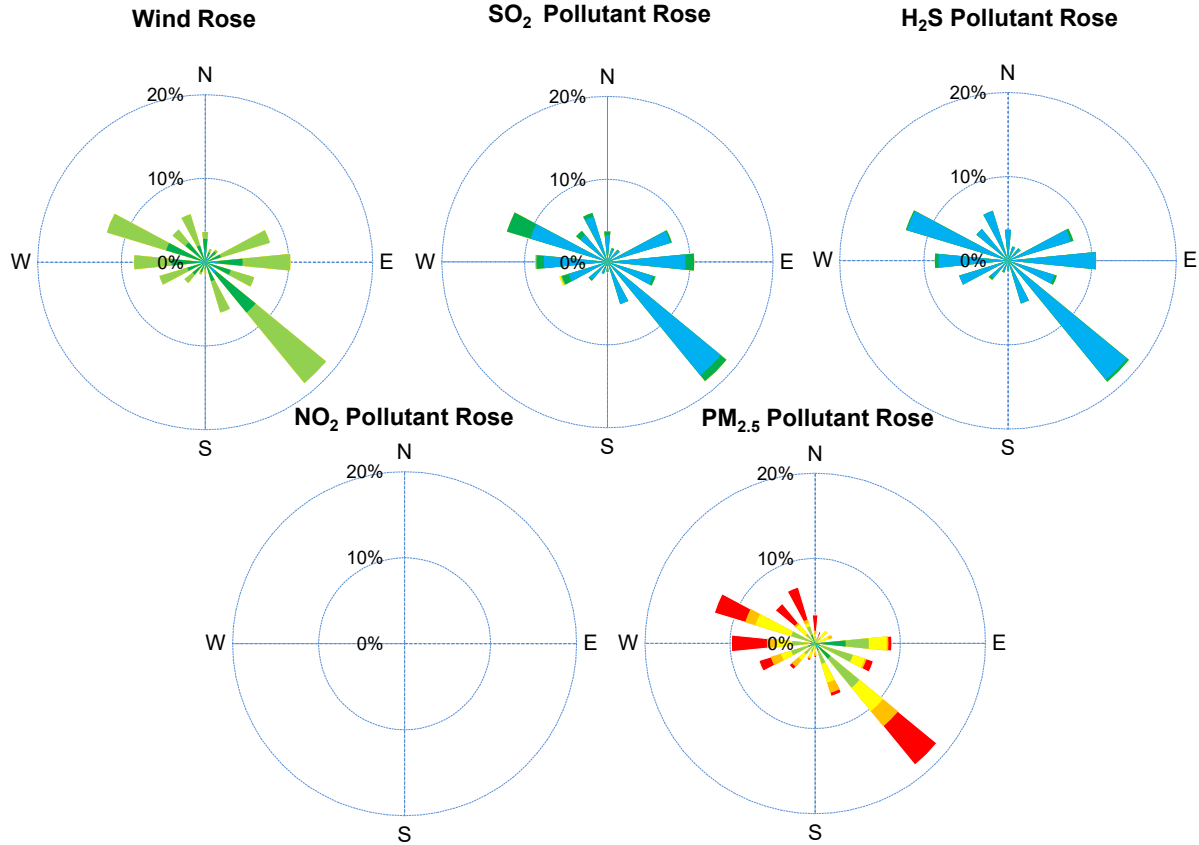 Wind Rose
SO₂ Pollutant Rose
H₂S Pollutant Rose
N
20%
10%
W
0%
E
S
N
20%
10%
W
0%
E
S
N
20%
10%
W
0%
E
S
NO₂ Pollutant Rose
PM₂.₅ Pollutant Rose
N
20%
10%
W
0%
E
S
N
20%
10%
W
0%
E
S